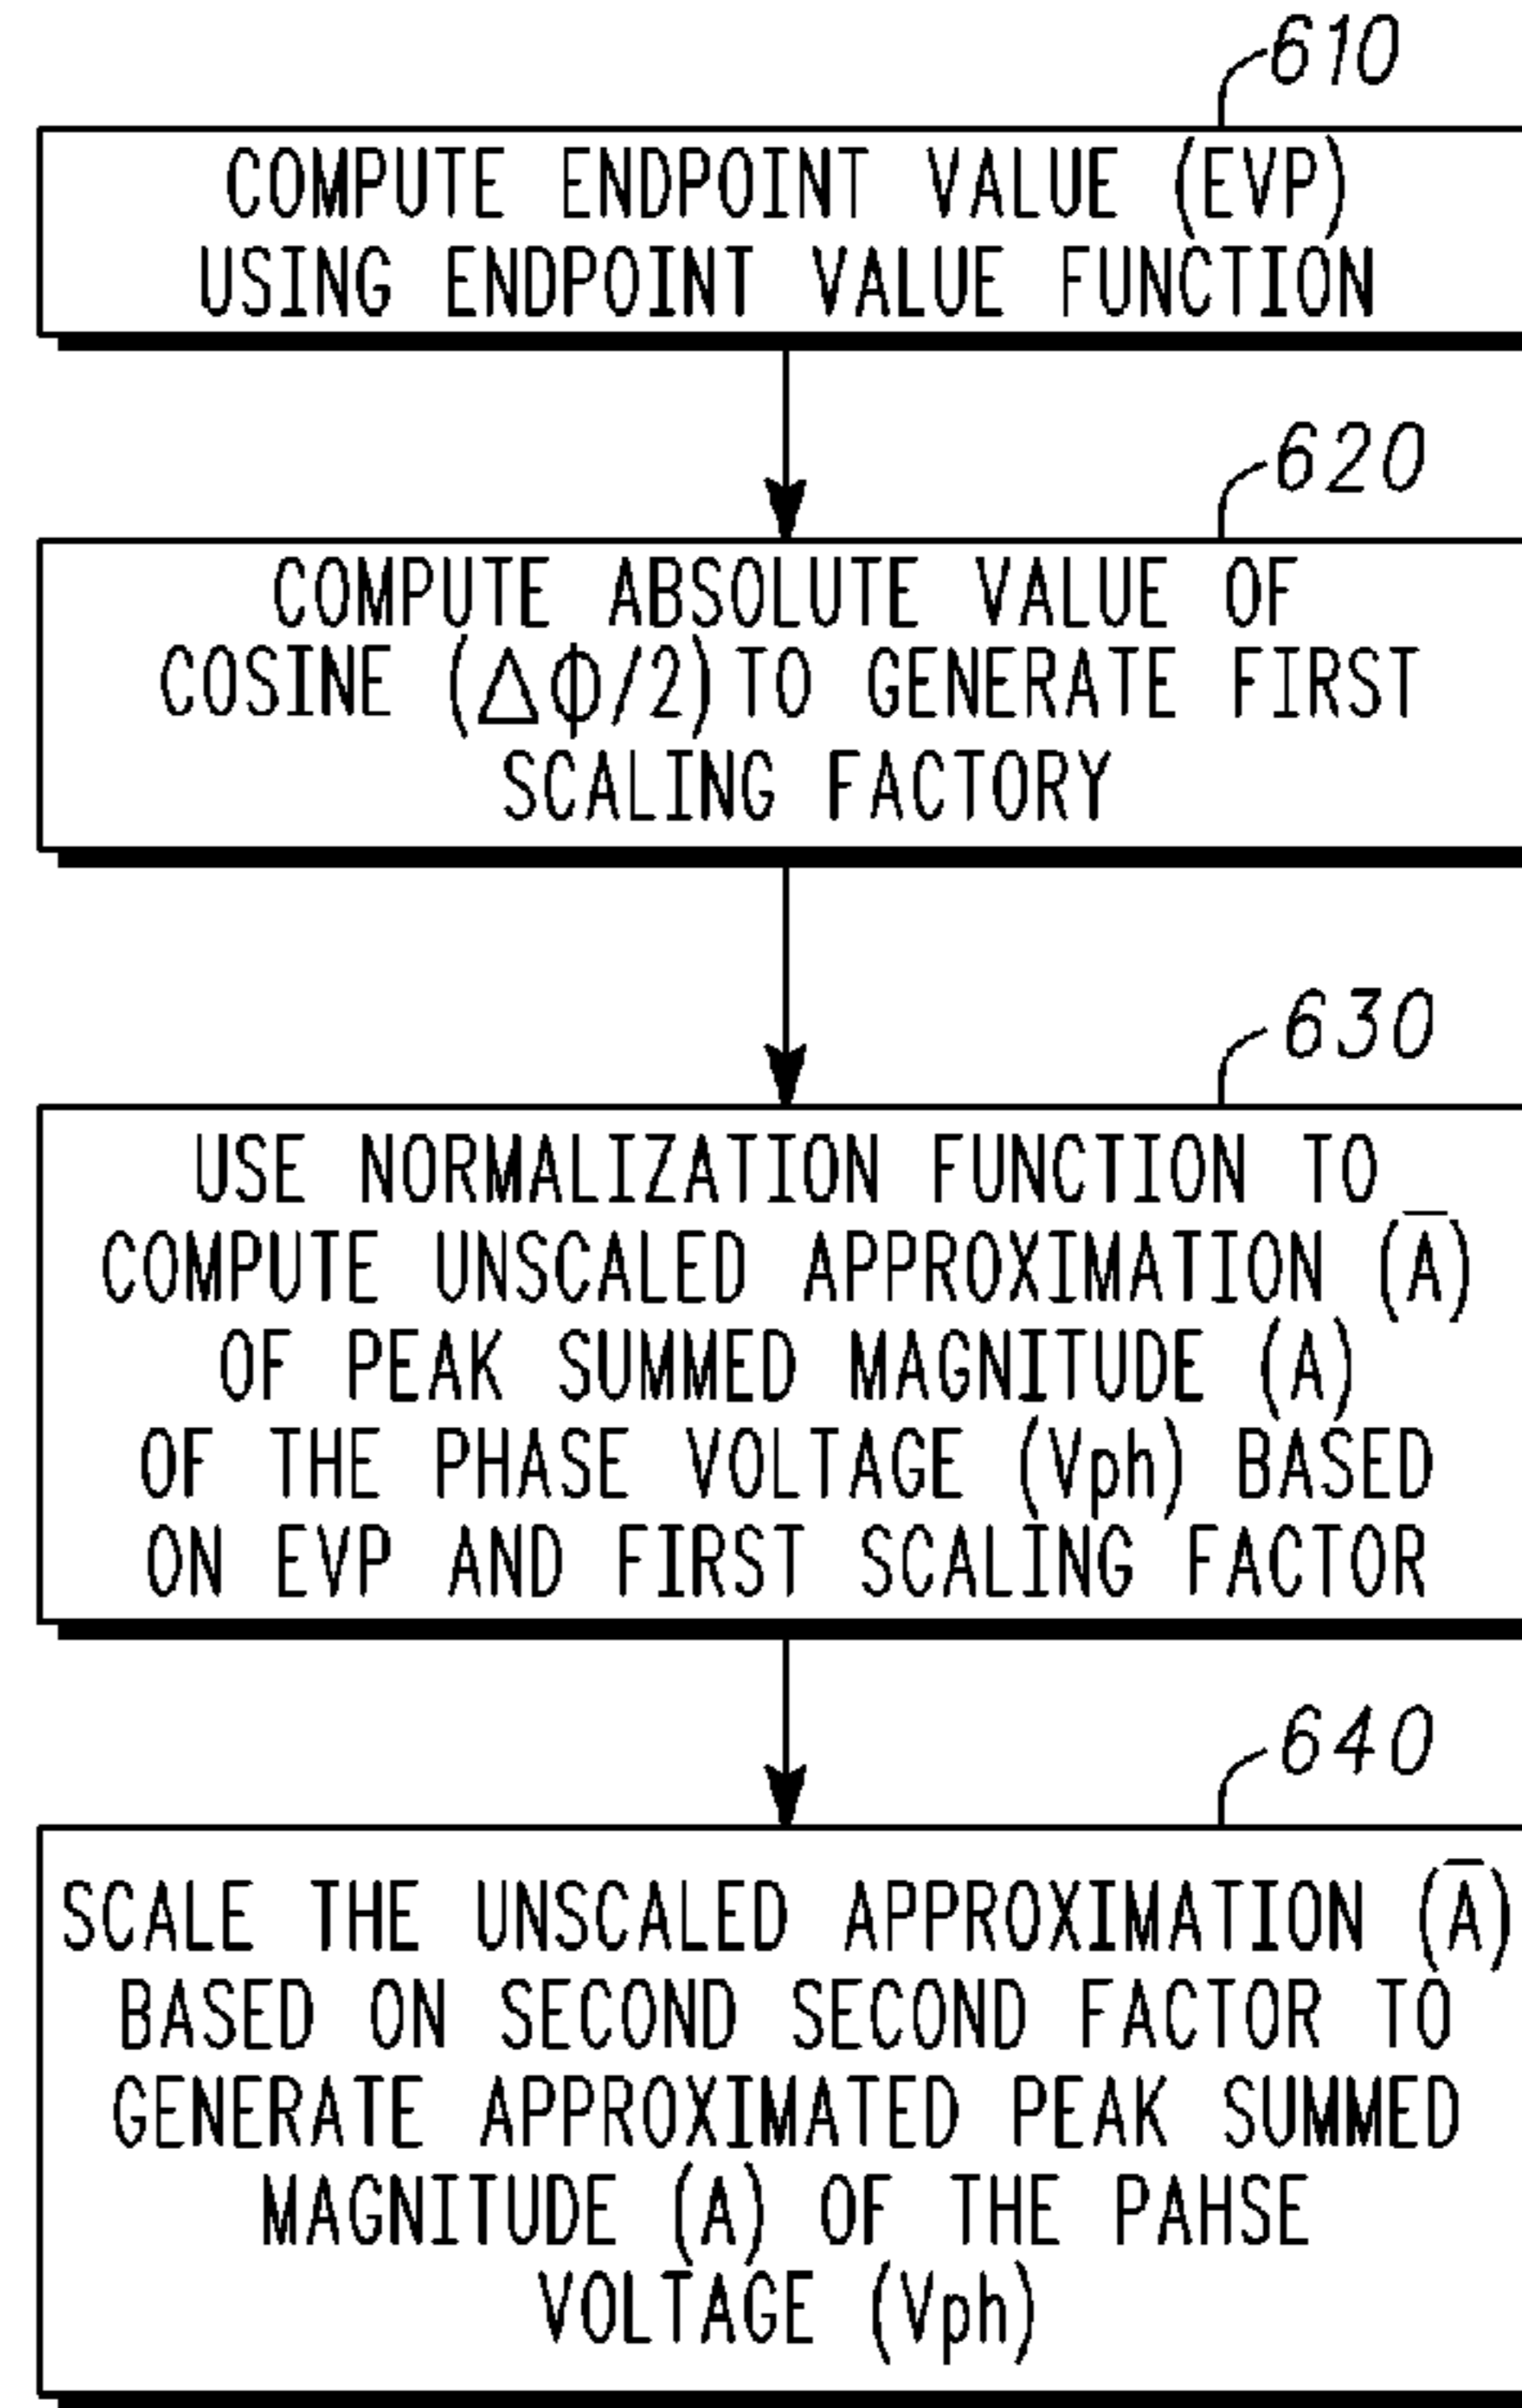 610
COMPUTE ENDPOINT VALUE (EVP)
USING ENDPOINT VALUE FUNCTION
620
COMPUTE ABSOLUTE VALUE OF
COSINE (Δϕ/2) TO GENERATE FIRST
SCALING FACTORY
630
USE NORMALIZATION FUNCTION TO
COMPUTE UNSCALED APPROXIMATION (A̅)
OF PEAK SUMMED MAGNITUDE (A)
OF THE PHASE VOLTAGE (Vph) BASED
ON EVP AND FIRST SCALING FACTOR
640
SCALE THE UNSCALED APPROXIMATION (A̅)
BASED ON SECOND SECOND FACTOR TO
GENERATE APPROXIMATED PEAK SUMMED
MAGNITUDE (A) OF THE PAHSE
VOLTAGE (Vph)